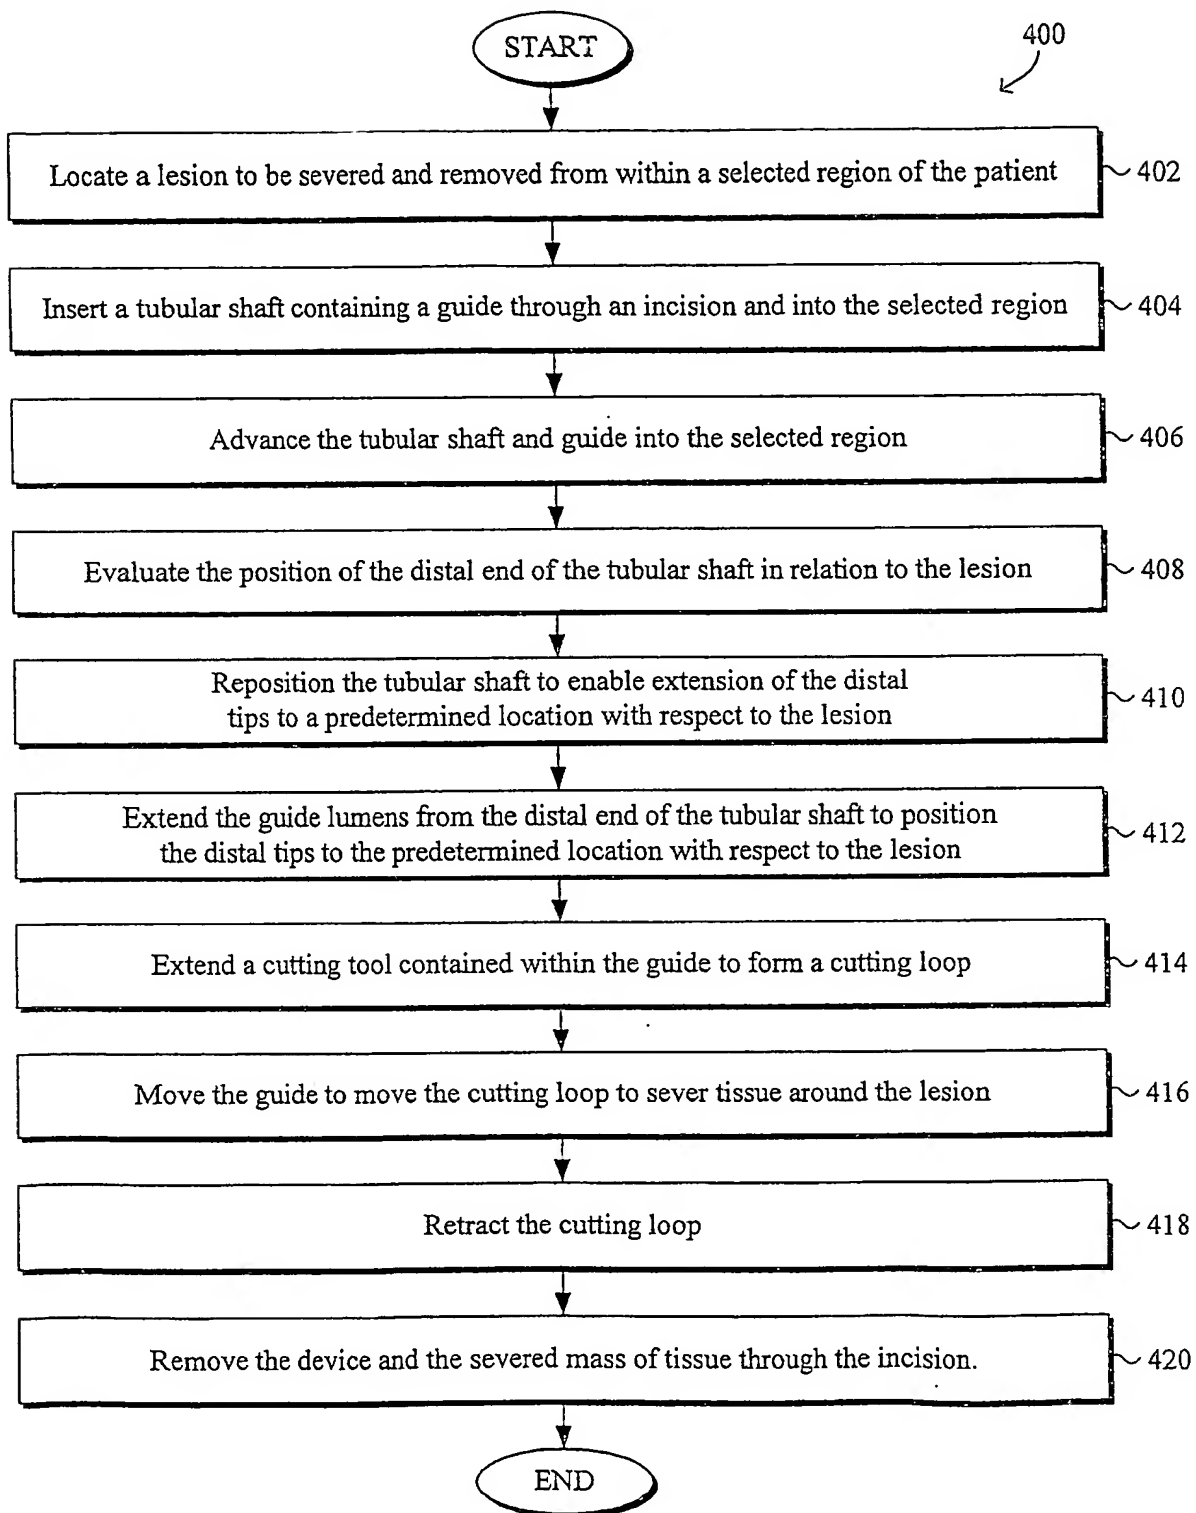 START
400
Locate a lesion to be severed and removed from within a selected region of the patient
402
Insert a tubular shaft containing a guide through an incision and into the selected region
404
Advance the tubular shaft and guide into the selected region
406
Evaluate the position of the distal end of the tubular shaft in relation to the lesion
408
Reposition the tubular shaft to enable extension of the distal
tips to a predetermined location with respect to the lesion
410
Extend the guide lumens from the distal end of the tubular shaft to position
the distal tips to the predetermined location with respect to the lesion
412
Extend a cutting tool contained within the guide to form a cutting loop
414
Move the guide to move the cutting loop to sever tissue around the lesion
416
Retract the cutting loop
418
Remove the device and the severed mass of tissue through the incision.
420
END